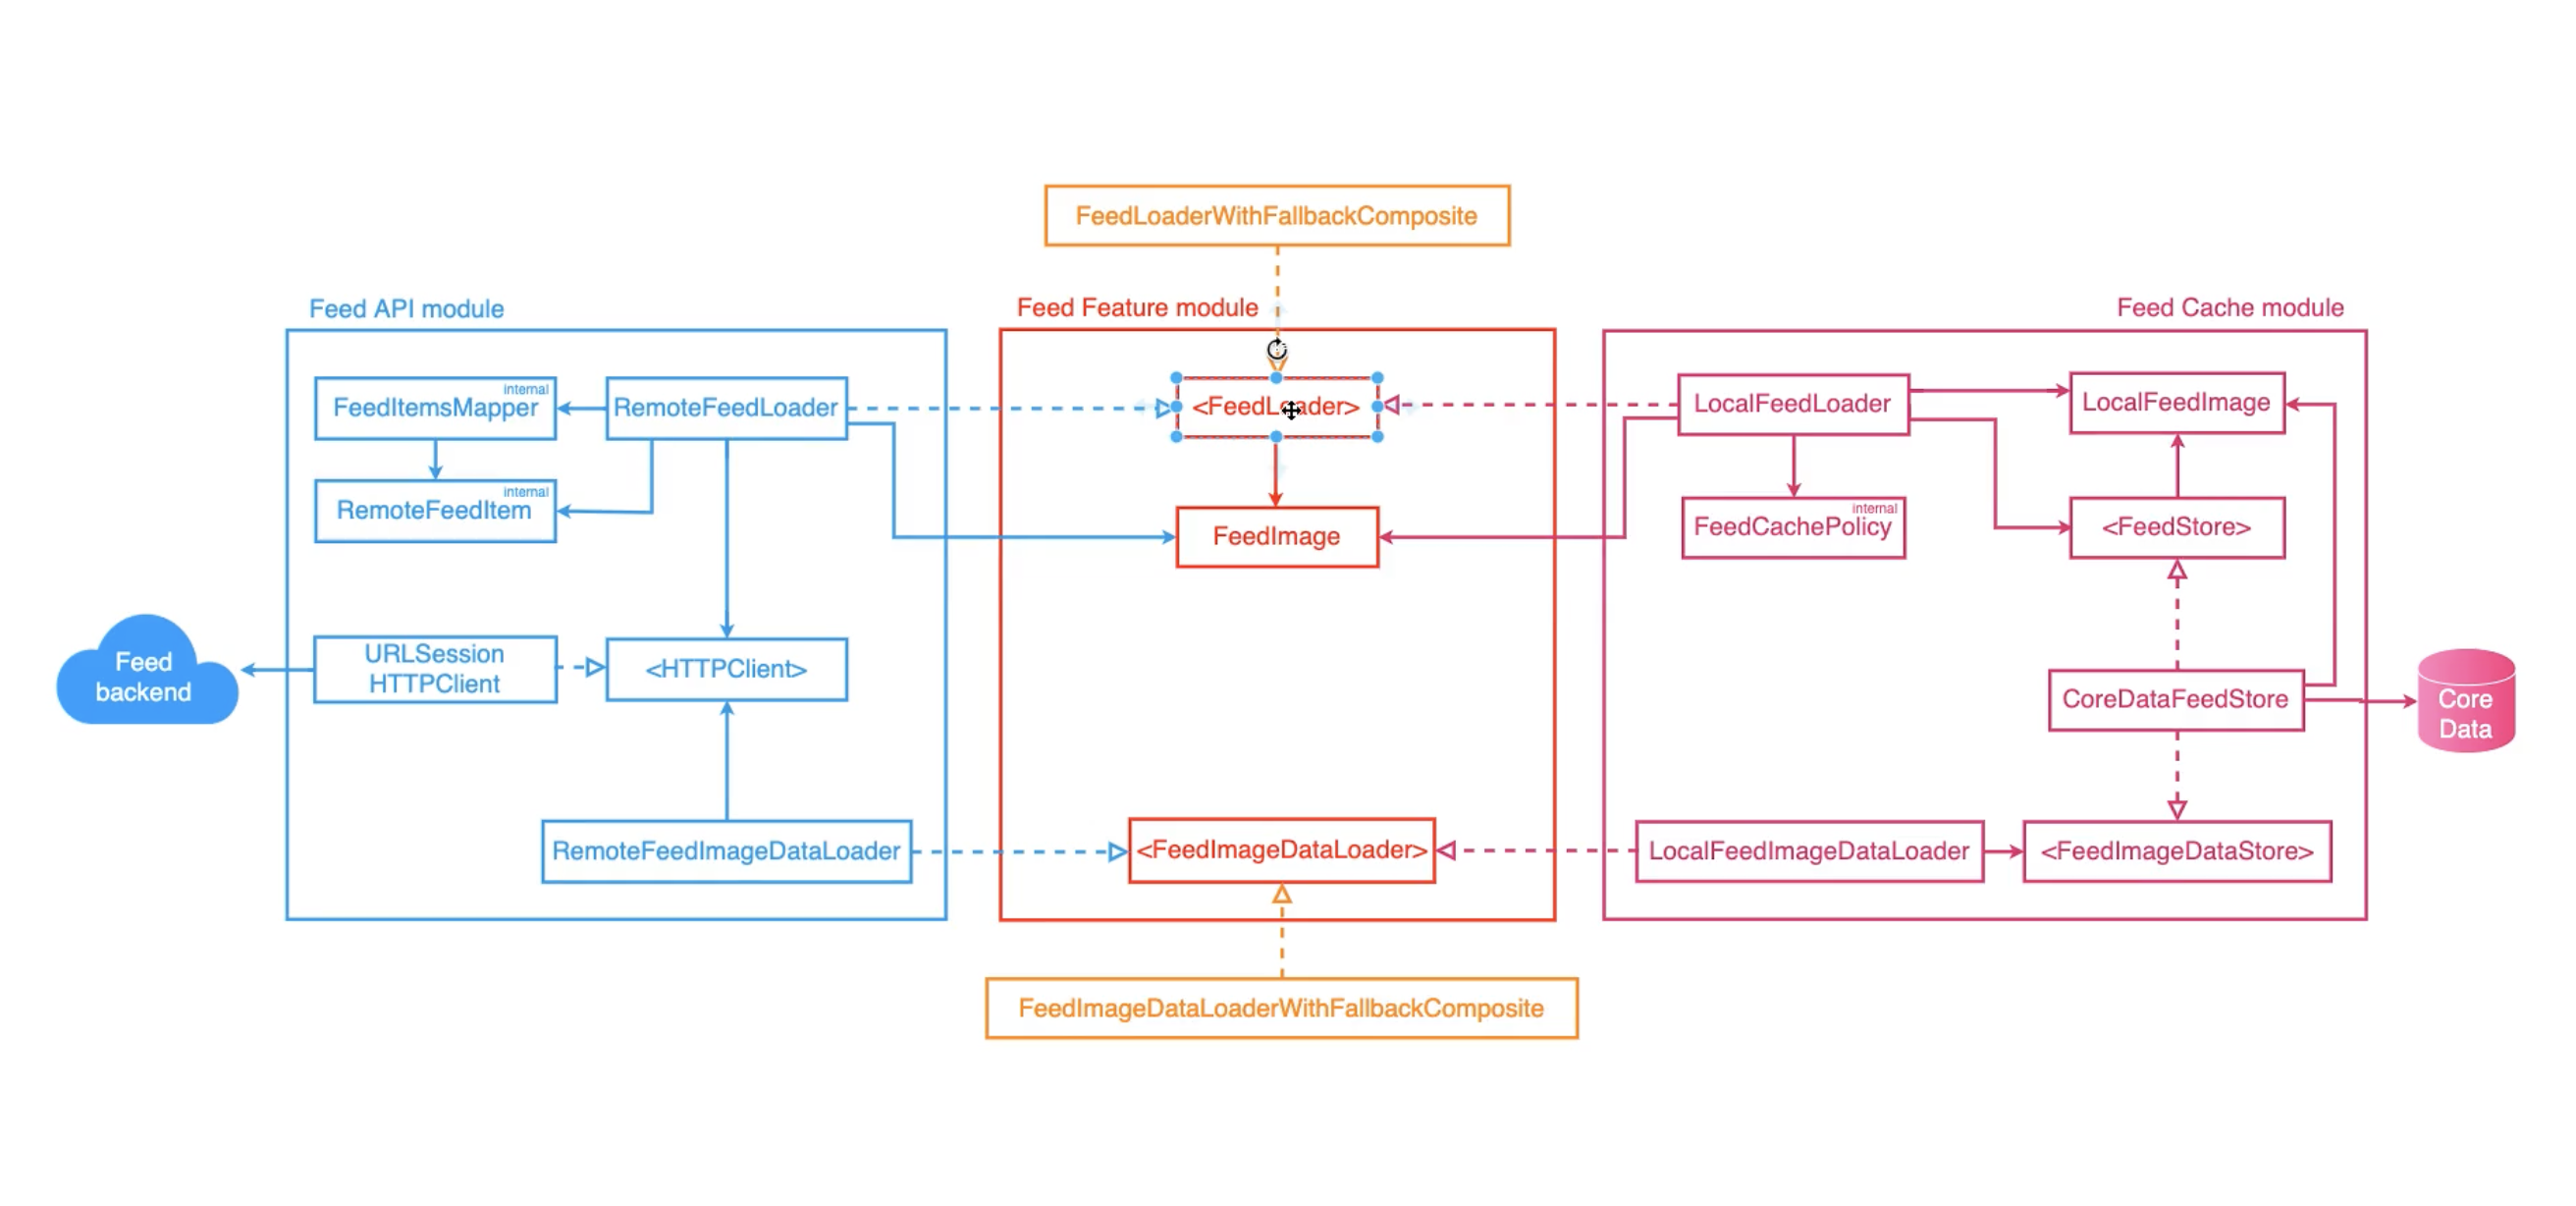 FeedLoaderWithFallbackComposite
Feed API module
Feed Feature module
Feed Cache module
internal
FeedItemsMapper
RemoteFeedLoader
<FeedLoader>
LocalFeedLoader
LocalFeedImage
internal
RemoteFeedItem
FeedImage
internal
FeedCachePolicy
<FeedStore>
Feed
backend
URLSession
HTTPClient
<HTTPClient>
CoreDataFeedStore
Core
Data
RemoteFeedImageDataLoader
<FeedImageDataLoader>
LocalFeedImageDataLoader
<FeedImageDataStore>
FeedImageDataLoaderWithFallbackComposite